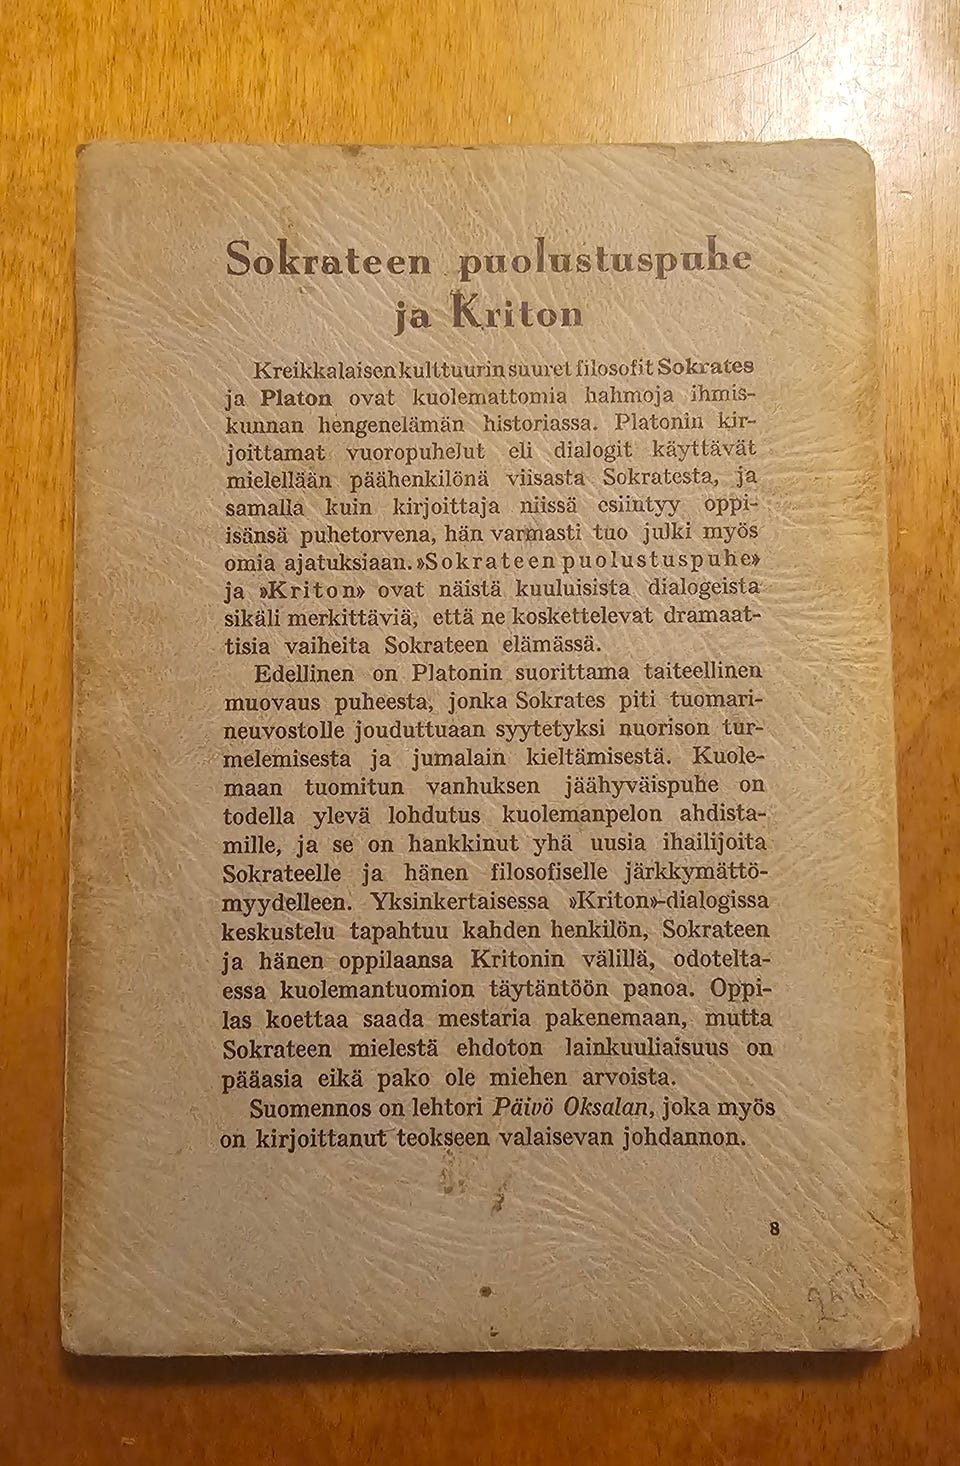 Sokrateen puolustuspuhe
ja Kriton
Kreikkalaisen kulttuurin suuret filosofit Sokrates
ja Platon ovat kuolemattomia hahmoja ihmis-
kunnan hengenelämän historiassa. Platonin kir-
joittamat vuoropuhelut eli dialogit käyttävät
mielellään päähenkilönä viisasta Sokratesta, ja
samalla kuin kirjoittaja niissä esiintyy oppi-
isänsä puhetorvena, hän varmasti tuo julki myös
omia ajatuksiaan. »Sokrateen puolustuspuhe»
ja »Kriton» ovat näistä kuuluisista dialogeista
sikäli merkittäviä, että ne koskettelevat dramaat-
tisia vaiheita Sokrateen elämässä.
Edellinen on Platonin suorittama taiteellinen
muovaus puheesta, jonka Sokrates piti tuomari-
neuvostolle jouduttuaan syytetyksi nuorison tur-
melemisesta ja jumalain kieltämisestä. Kuole-
maan tuomitun vanhuksen jäähyväispuhe on
todella ylevä lohdutus kuolemanpelon ahdista-
mille, ja se on hankkinut yhä uusia ihailijoita
Sokrateelle ja hänen filosofiselle järkkymättö-
myydelleen. Yksinkertaisessa »Kriton»-dialogissa
keskustelu tapahtuu kahden henkilön, Sokrateen
ja hänen oppilaansa Kritonin välillä, odotelta-
essa kuolemantuomion täytäntöön panoa. Oppi-
las koettaa saada mestaria pakenemaan, mutta
Sokrateen mielestä ehdoton lainkuuliaisuus on
pääasia eikä pako ole miehen arvoista.
Suomennos on lehtori Päivö Oksalan, joka myös
on kirjoittanut teokseen valaisevan johdannon.
8